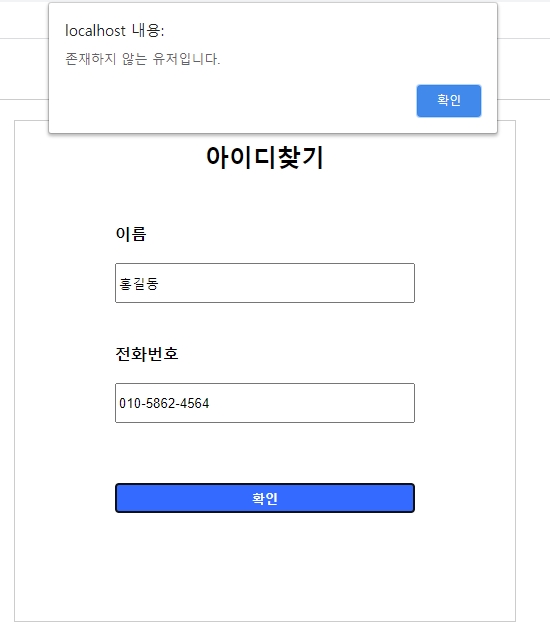 localhost 내용:
존재하지 않는 유저입니다.
확인
아이디찾기
이름
홍길동
전화번호
010-5862-4564
확인